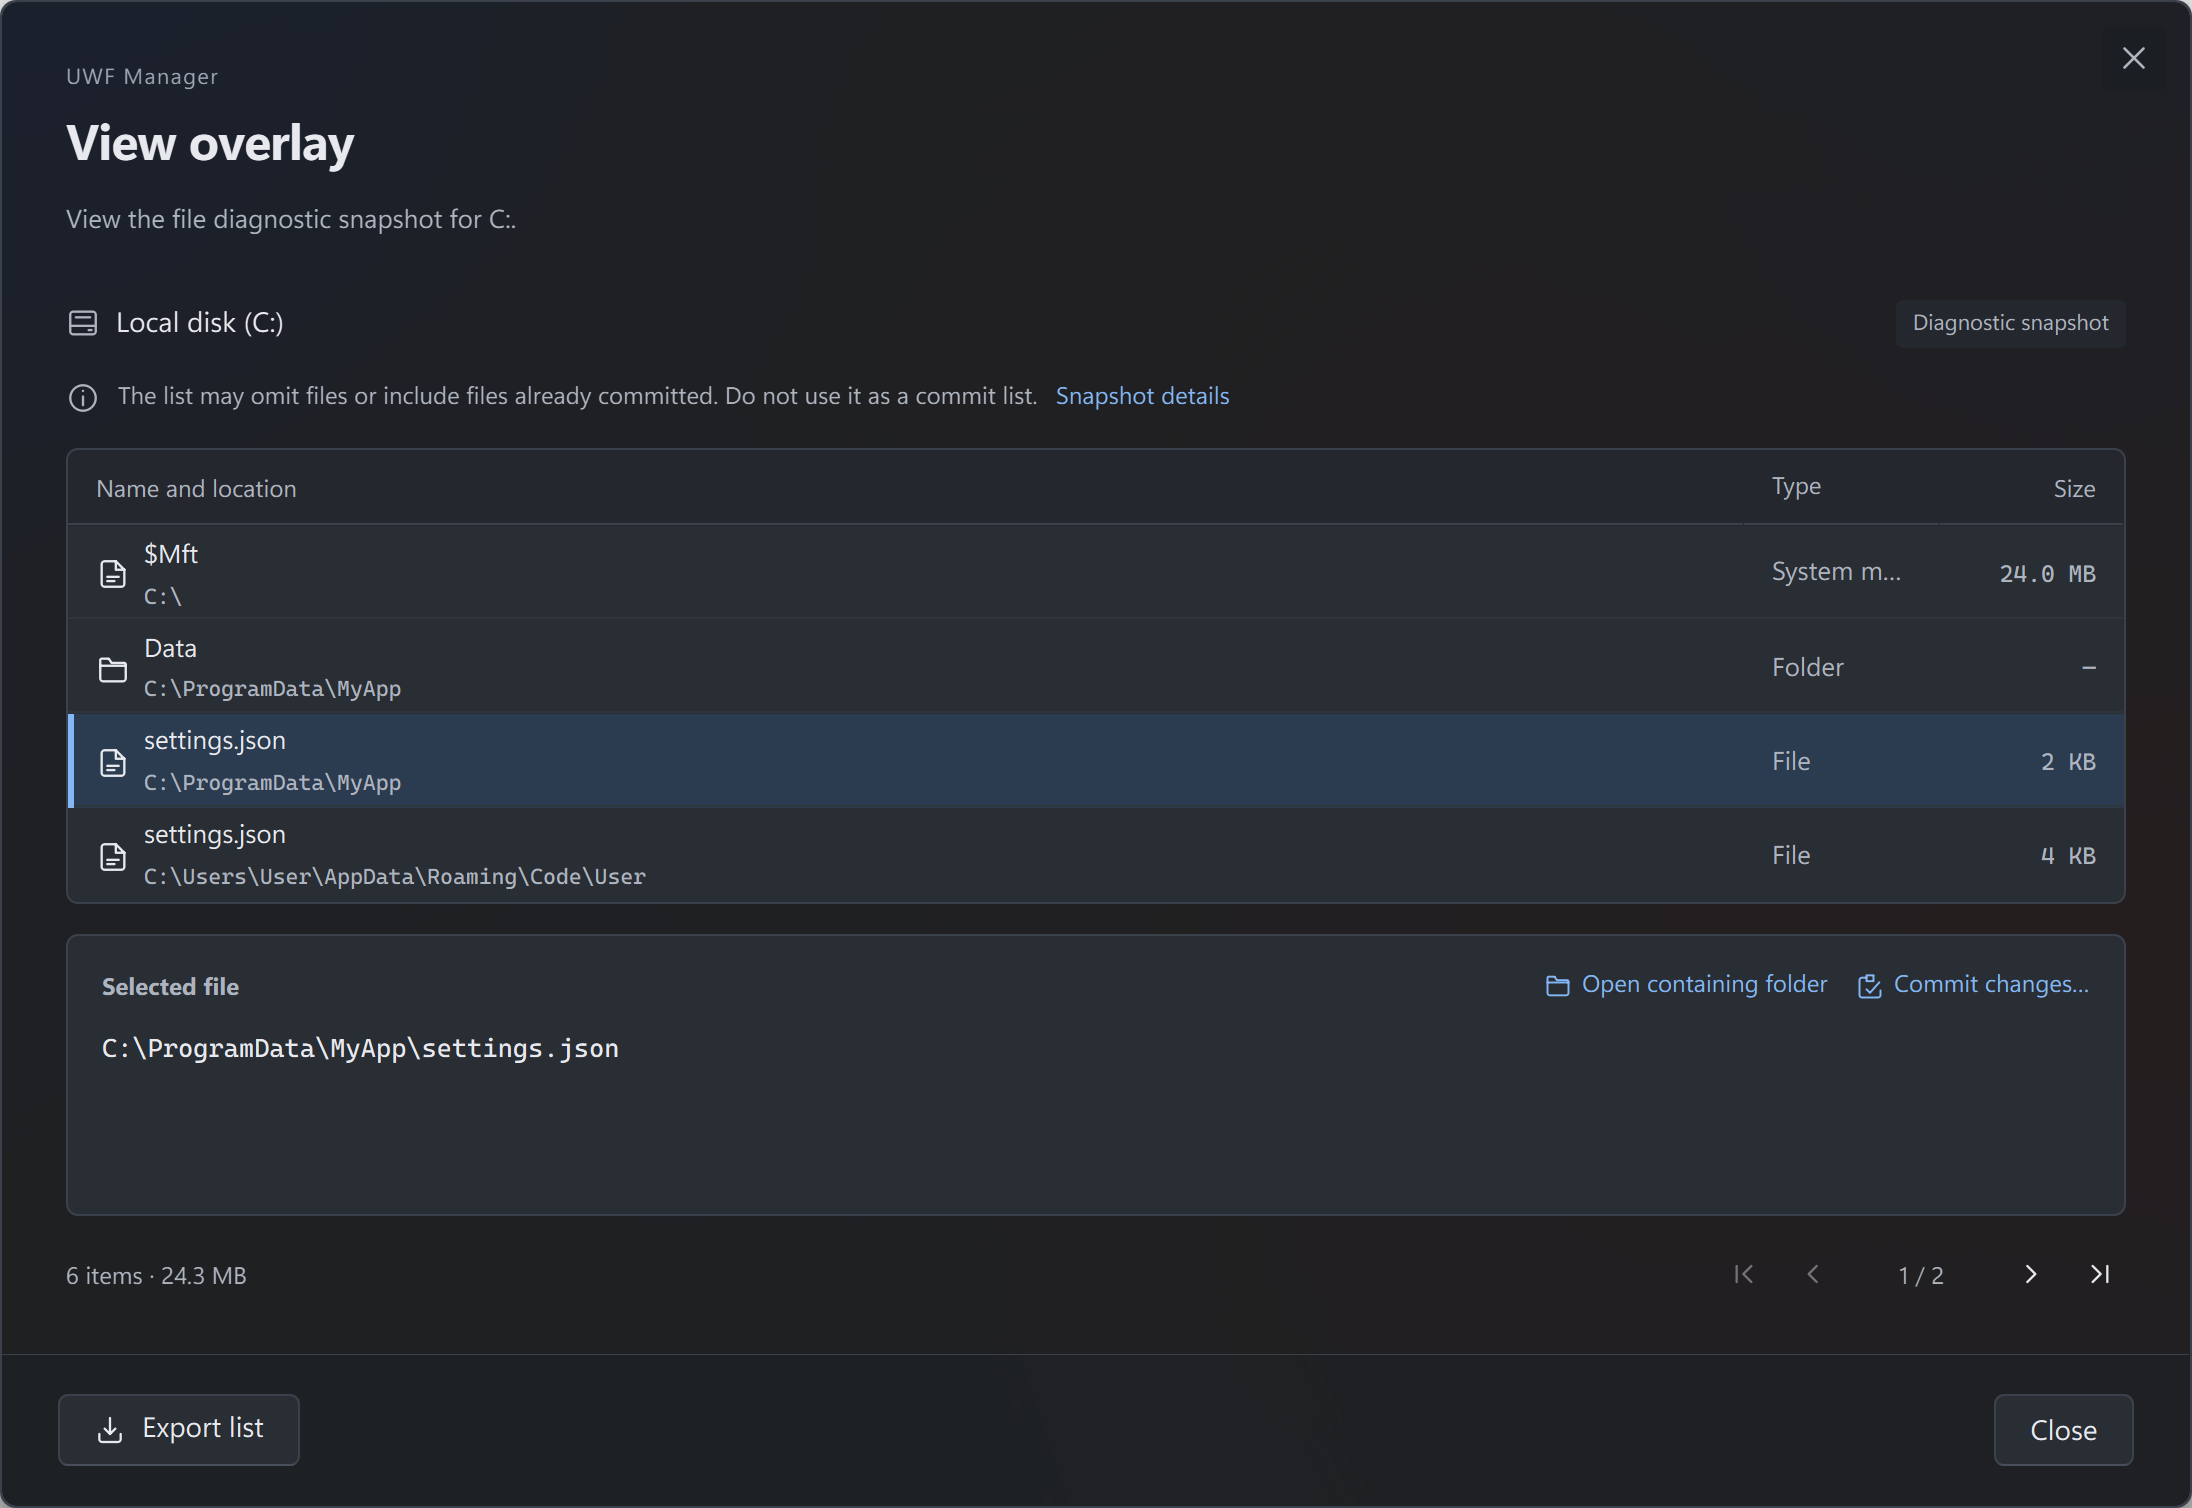 UWF Manager
View overlay
View the file diagnostic snapshot for C:.
Local disk (C:)
Diagnostic snapshot
The list may omit files or include files already committed. Do not use it as a commit list. Snapshot details
Name and location Type Size
$Mft
C:\
System m... 24.0 MB
Data
C:\ProgramData\MyApp
Folder –
settings.json
C:\ProgramData\MyApp
File 2 KB
settings.json
C:\Users\User\AppData\Roaming\Code\User
File 4 KB
Selected file
Open containing folder
Commit changes...
C:\ProgramData\MyApp\settings.json
6 items · 24.3 MB
1 / 2
Export list
Close